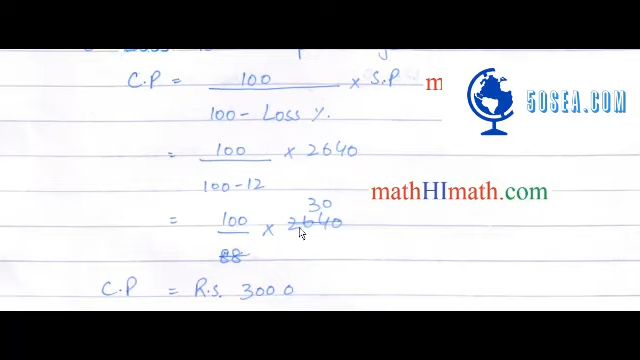 C.P = 100 / 100 - Loss %. × S.P m
50SEA.COM
= 100 / 100-12 × 2640
mathHImath.com
30
= 100 / 88 × 2640
C.P = R.s. 3000